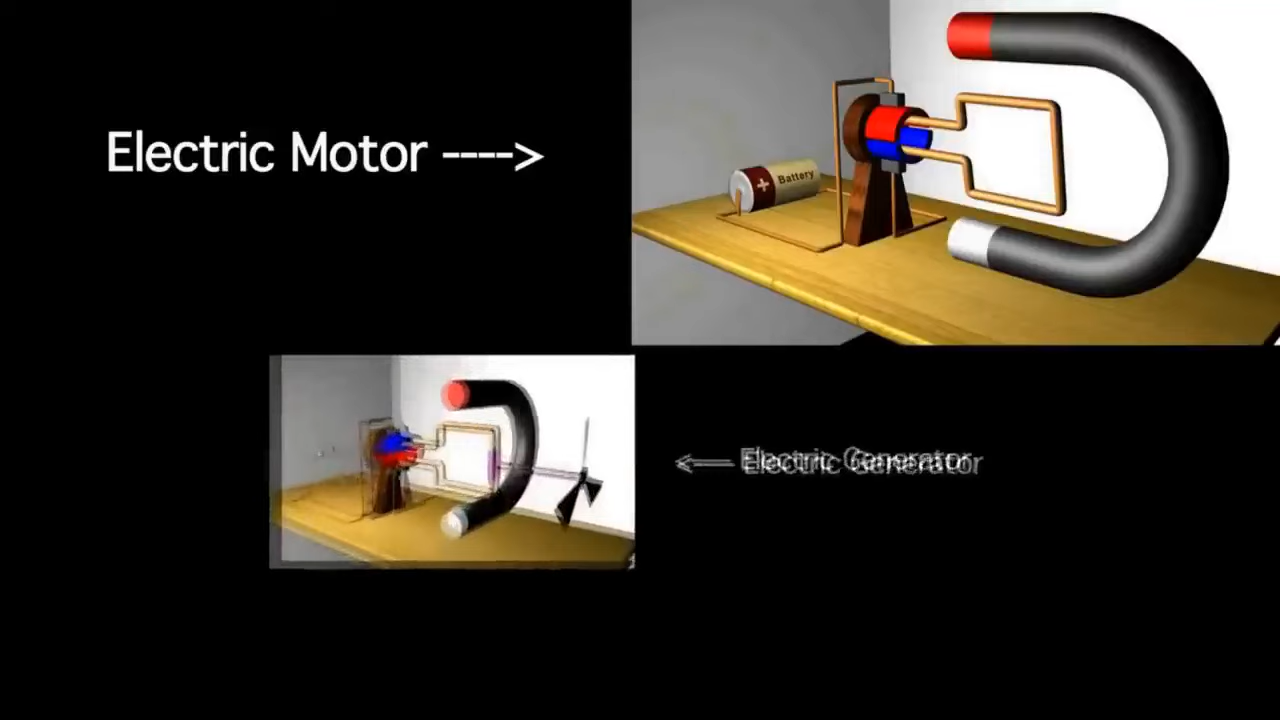 Electric Motor ---->
+ Battery
<--- Electric Generator